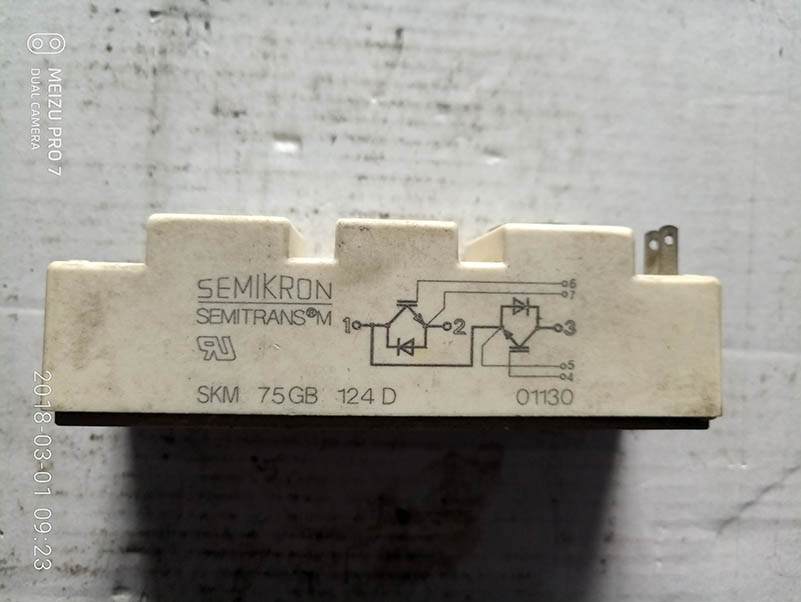 MEIZU PRO 7
DUAL CAMERA
SEMIKRON
SEMITRANS®M
1
2
3
6
7
5
4
SKM 75GB 124D
01130
2018-03-01 09:23